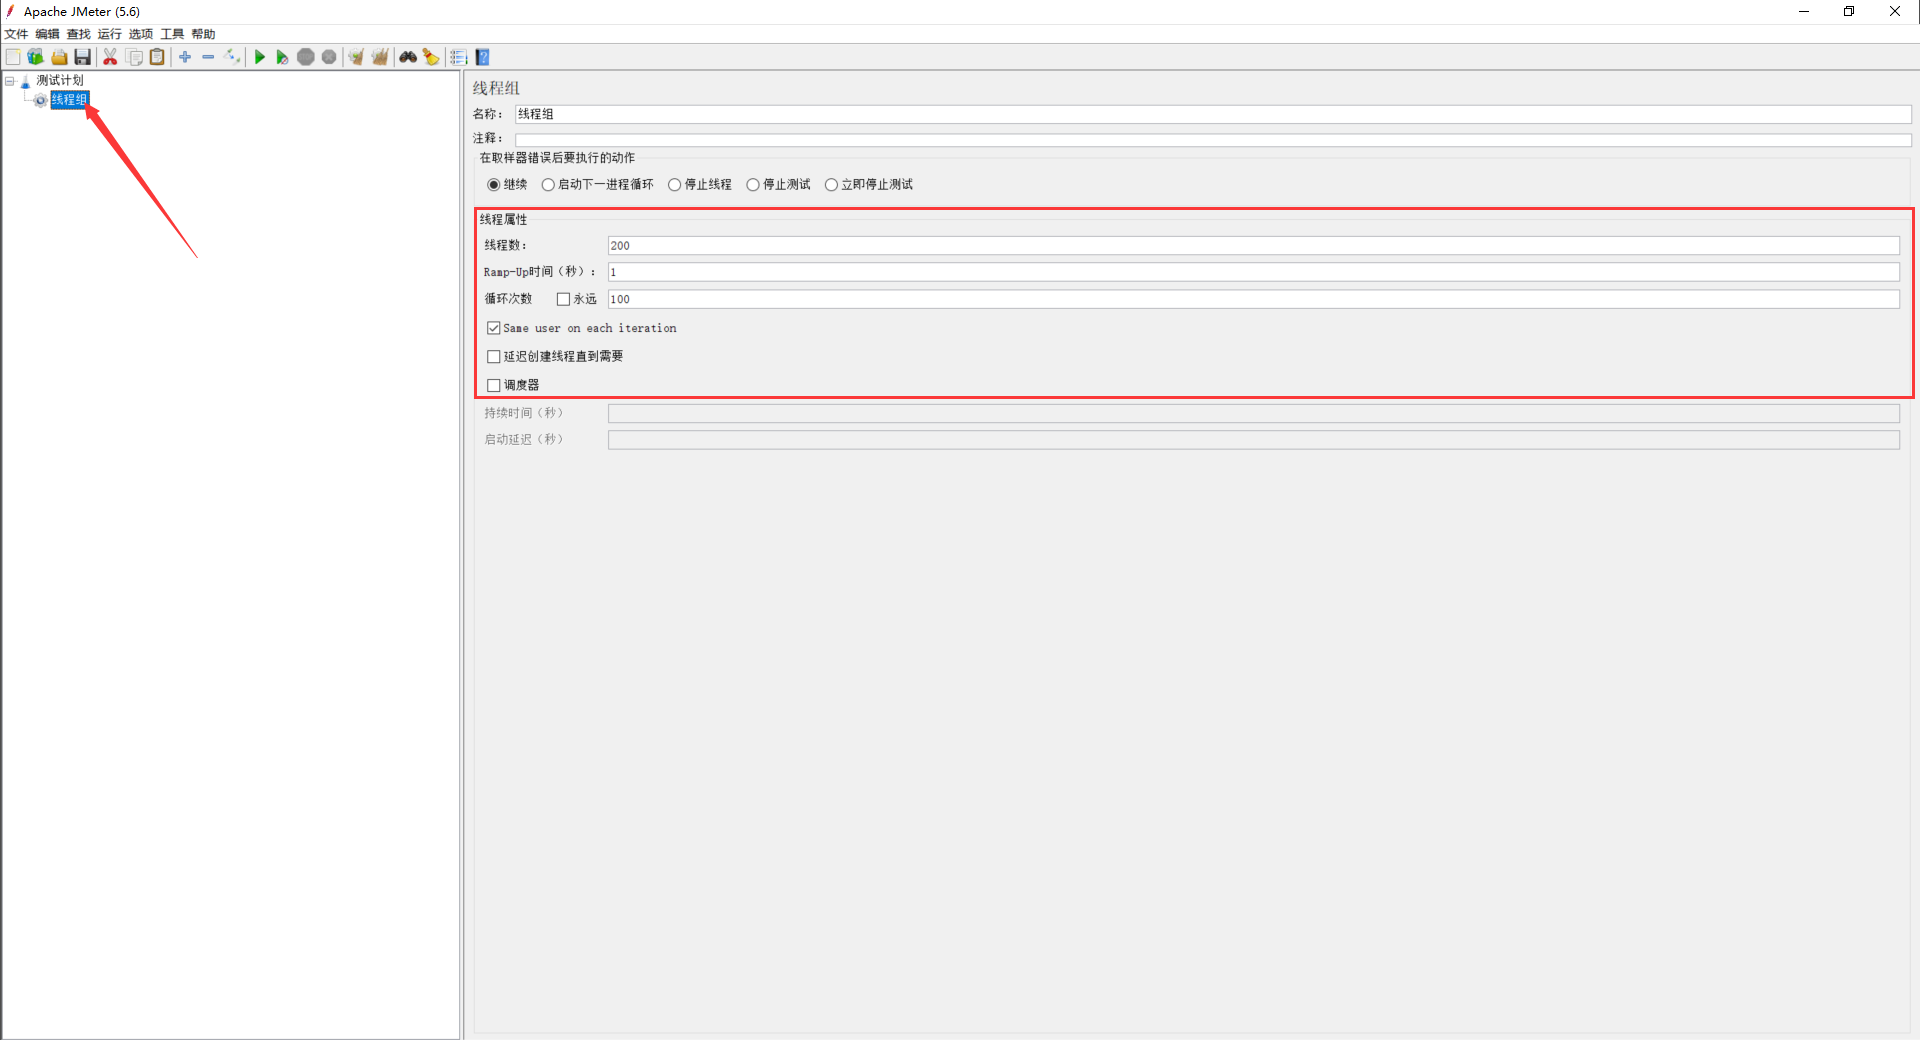 Apache JMeter (5.6)
文件 编辑 查找 运行 选项 工具 帮助
测试计划
线程组
线程组
名称： 线程组
注释：
在取样器错误后要执行的动作
继续 启动下一进程循环 停止线程 停止测试 立即停止测试
线程属性
线程数： 200
Ramp-Up时间（秒）： 1
循环次数 永远 100
Same user on each iteration
延迟创建线程直到需要
调度器
持续时间（秒）
启动延迟（秒）